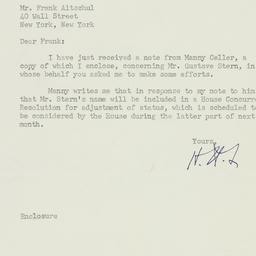 Mr. Frank Altschul
40 Wall Street
New York, New York
Dear Frank:
I have just received a note from Manny Celler, a
copy of which I enclose, concerning Mr. Gustave Stern, in
whose behalf you asked me to make some efforts.
Manny writes me that in response to my note to him
that Mr. Stern's name will be included in a House Concurre
Resolution for adjustment of status, which is scheduled to
be considered by the House during the latter part of next
month.
Yours,
H. H. L
Enclosure